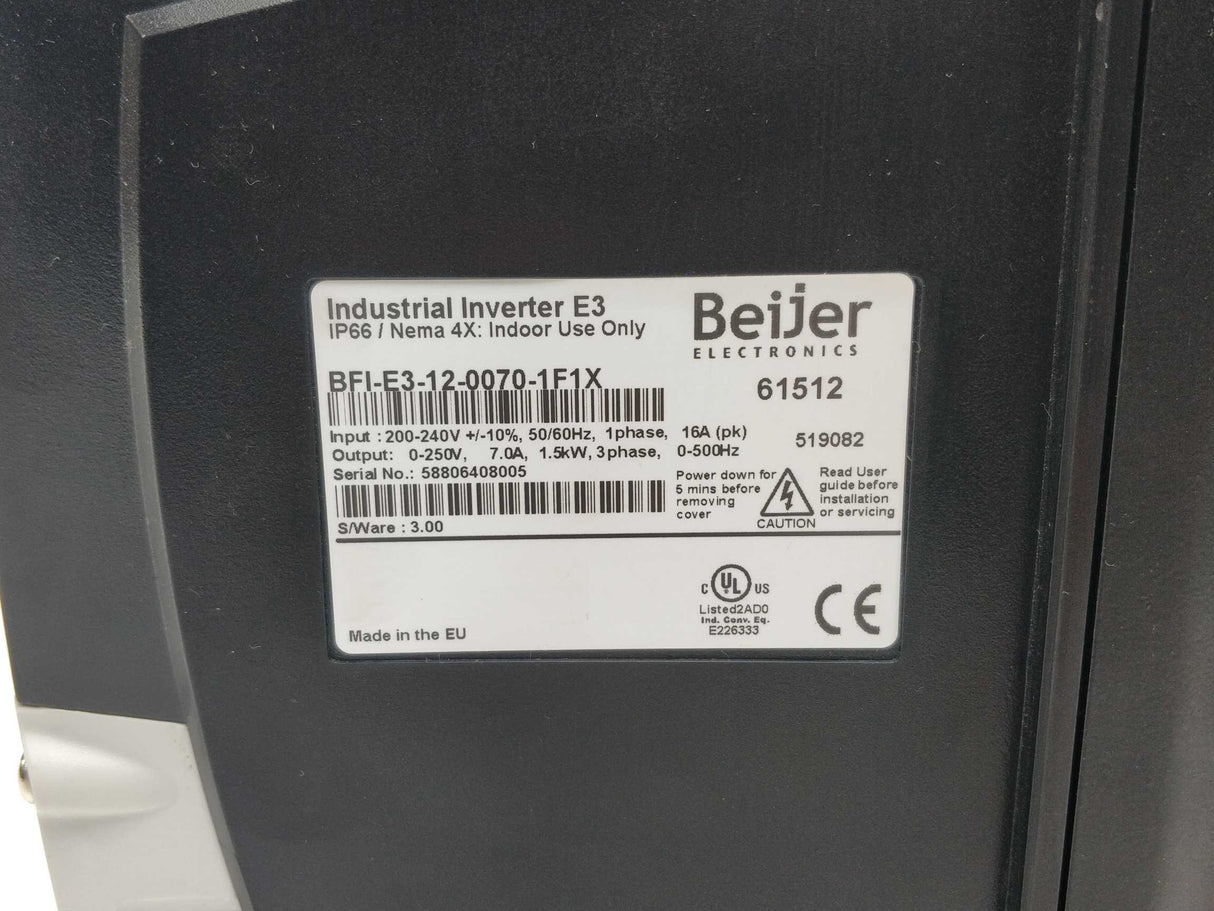 Industrial Inverter E3
IP66 / Nema 4X: Indoor Use Only
Beijer
ELECTRONICS
BFI-E3-12-0070-1F1X
61512
Input : 200-240V +/-10%, 50/60Hz, 1phase, 16A (pk)
519082
Output: 0-250V, 7.0A, 1.5kW, 3phase, 0-500Hz
Serial No.: 58806408005
Power down for
5 mins before
removing
cover
CAUTION
Read User
guide before
installation
or servicing
S/Ware : 3.00
C UL US
Listed2AD0
Ind. Conv. Eq.
E226333
CE
Made in the EU